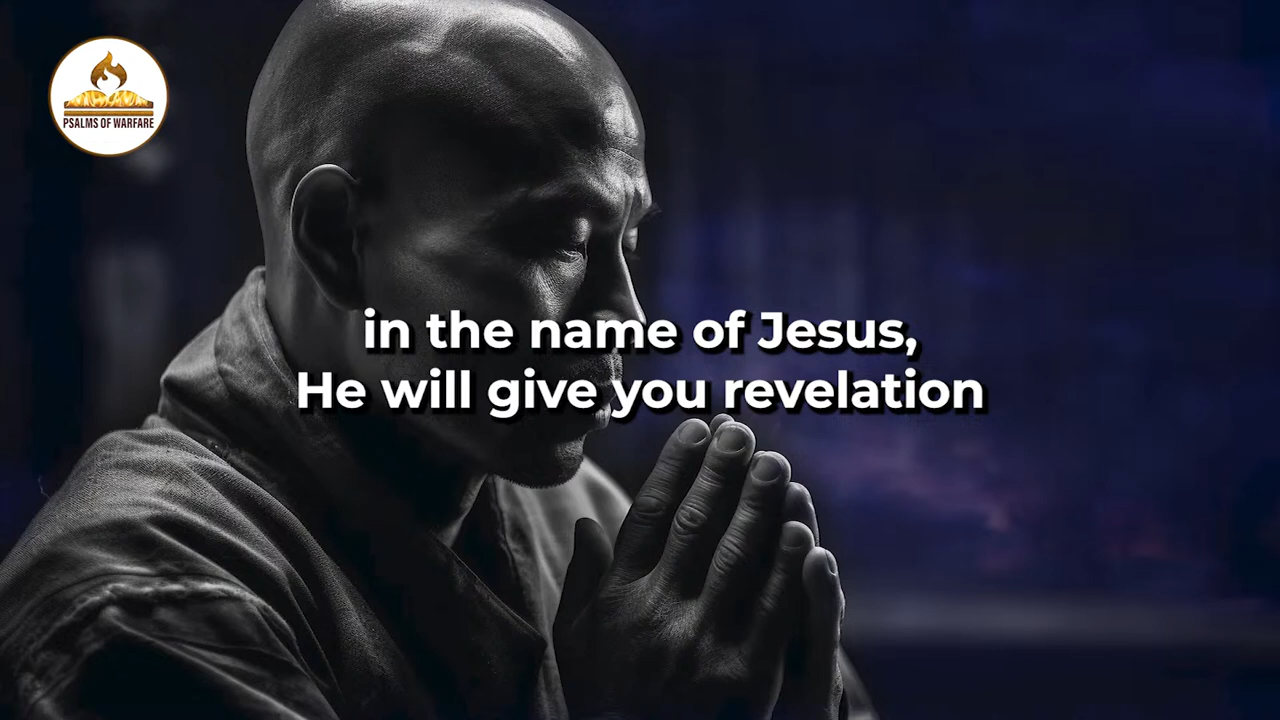 PSALMS OF WARFARE
in the name of Jesus,
He will give you revelation